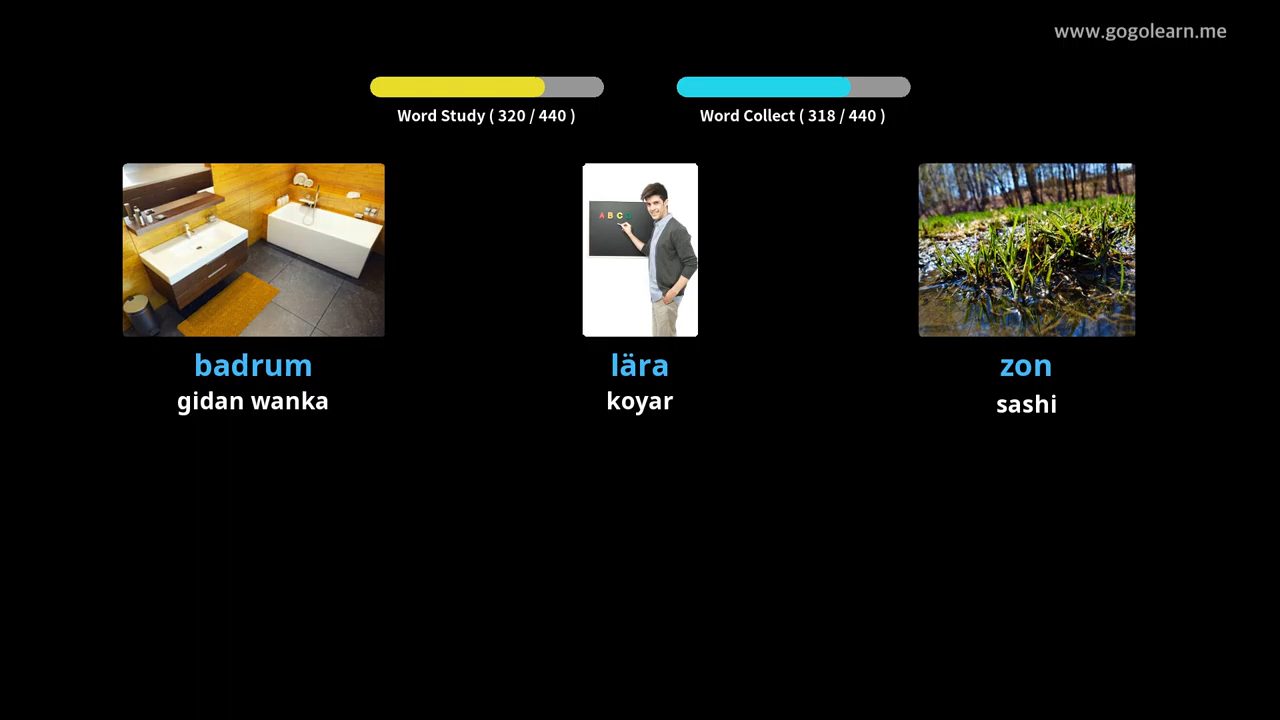 www.gogolearn.me
Word Study ( 320 / 440 )
Word Collect ( 318 / 440 )
A B C
badrum
lära
zon
gidan wanka
koyar
sashi